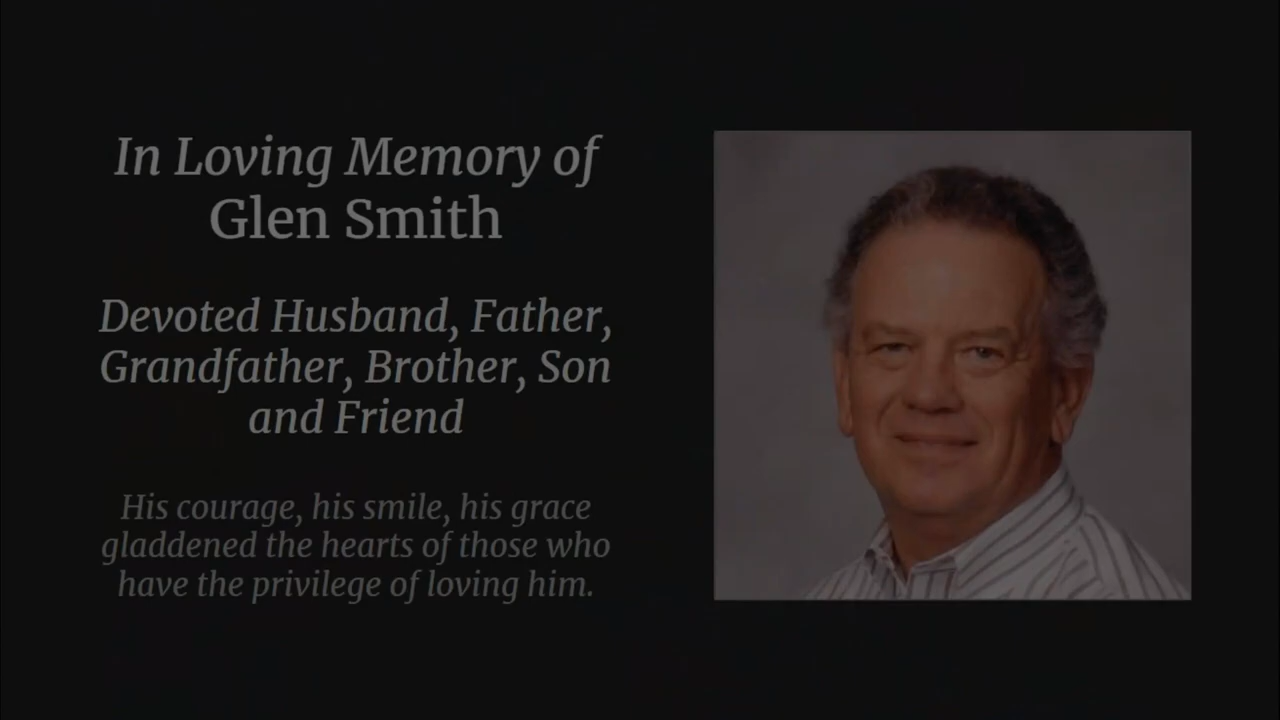 In Loving Memory of
Glen Smith
Devoted Husband, Father,
Grandfather, Brother, Son
and Friend
His courage, his smile, his grace
gladdened the hearts of those who
have the privilege of loving him.